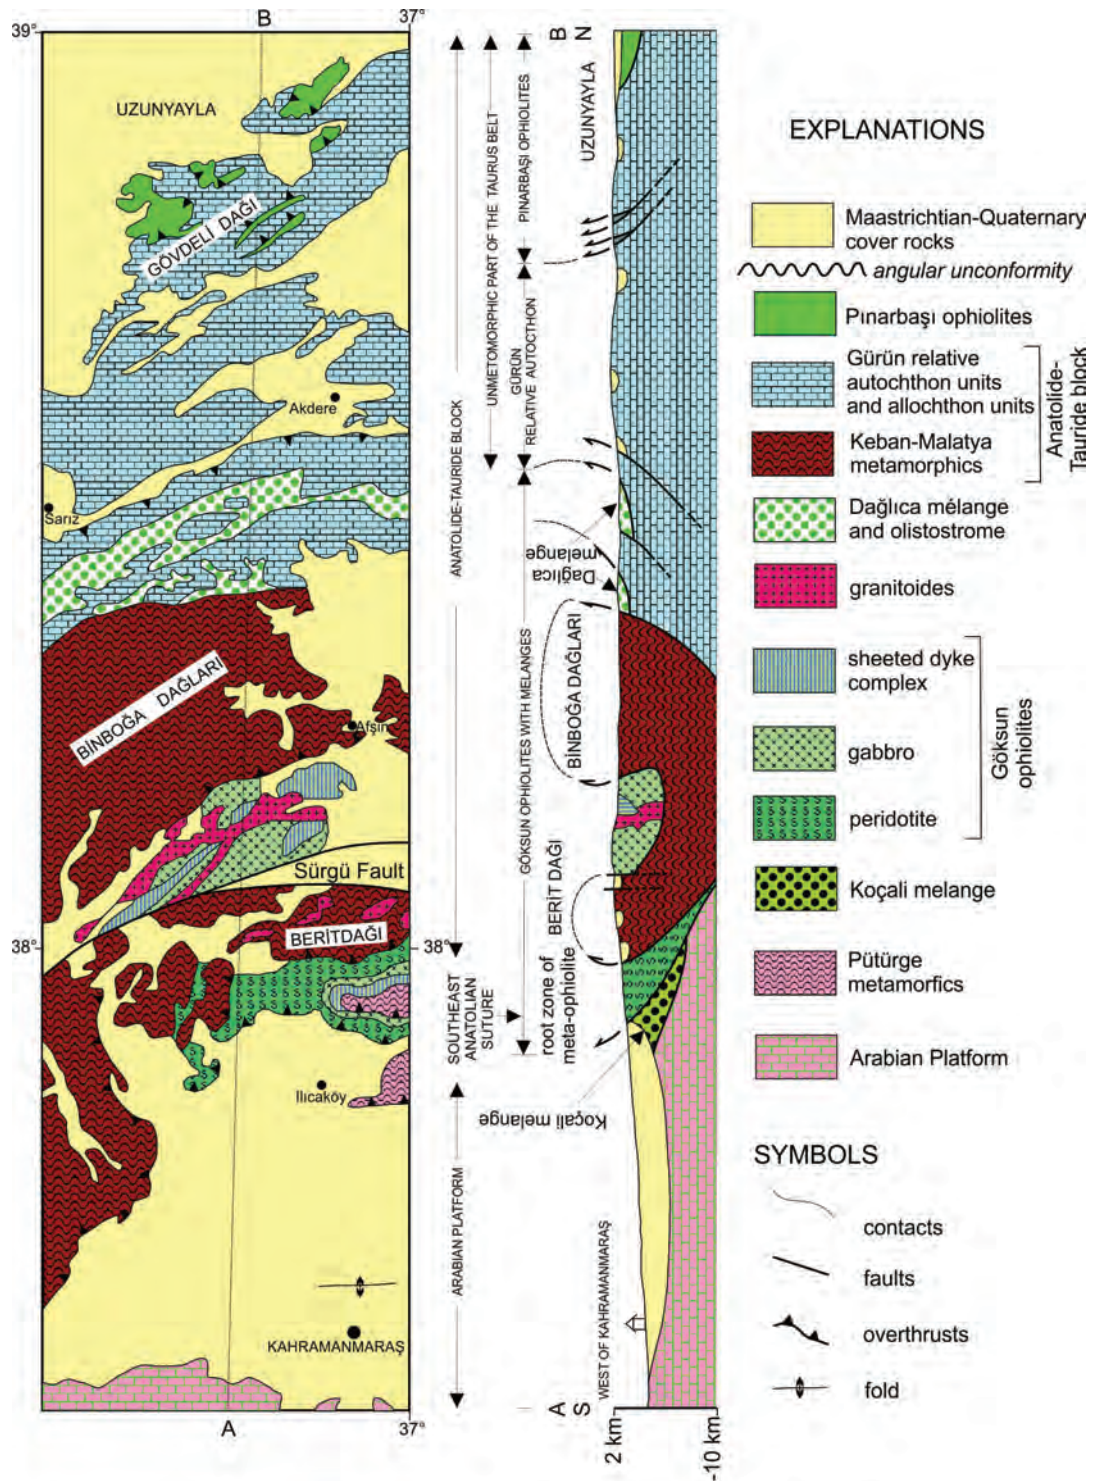 39°
B
37°
UZUNYAYLA
GÖVDELİ DAĞI
Akdere
Sarız
BİNBOĞA DAĞLARI
Afşin
Sürgü Fault
BERİTDAĞI
38°
38°
Ilıcaköy
KAHRAMANMARAŞ
A
37°
ANATOLIDE-TAURIDE BLOCK
SOUTHEAST
ANATOLIAN
SUTURE
ARABIAN PLATFORM
UNMETOMORPHIC PART OF THE TAURUS BELT
PINARBAŞI OPHIOLITES
GÜRÜN
RELATIVE AUTOCTHON
GÖKSUN OPHIOLITES WITH MELANGES
B N
UZUNYAYLA
Dağlıca
melange
BİNBOĞA DAĞLARI
BERİT DAĞI
root zone of
meta-ophiolite
Koçali melange
WEST OF KAHRAMANMARAŞ
A S
2 km
-10 km
EXPLANATIONS
Maastrichtian-Quaternary
cover rocks
angular unconformity
Pınarbaşı ophiolites
Gürün relative
autochthon units
and allochthon units
Keban-Malatya
metamorphics
Anatolide-
Tauride block
Dağlıca mélange
and olistostrome
granitoides
sheeted dyke
complex
gabbro
peridotite
Göksun
ophiolites
Koçali melange
Pütürge
metamorfics
Arabian Platform
SYMBOLS
contacts
faults
overthrusts
fold